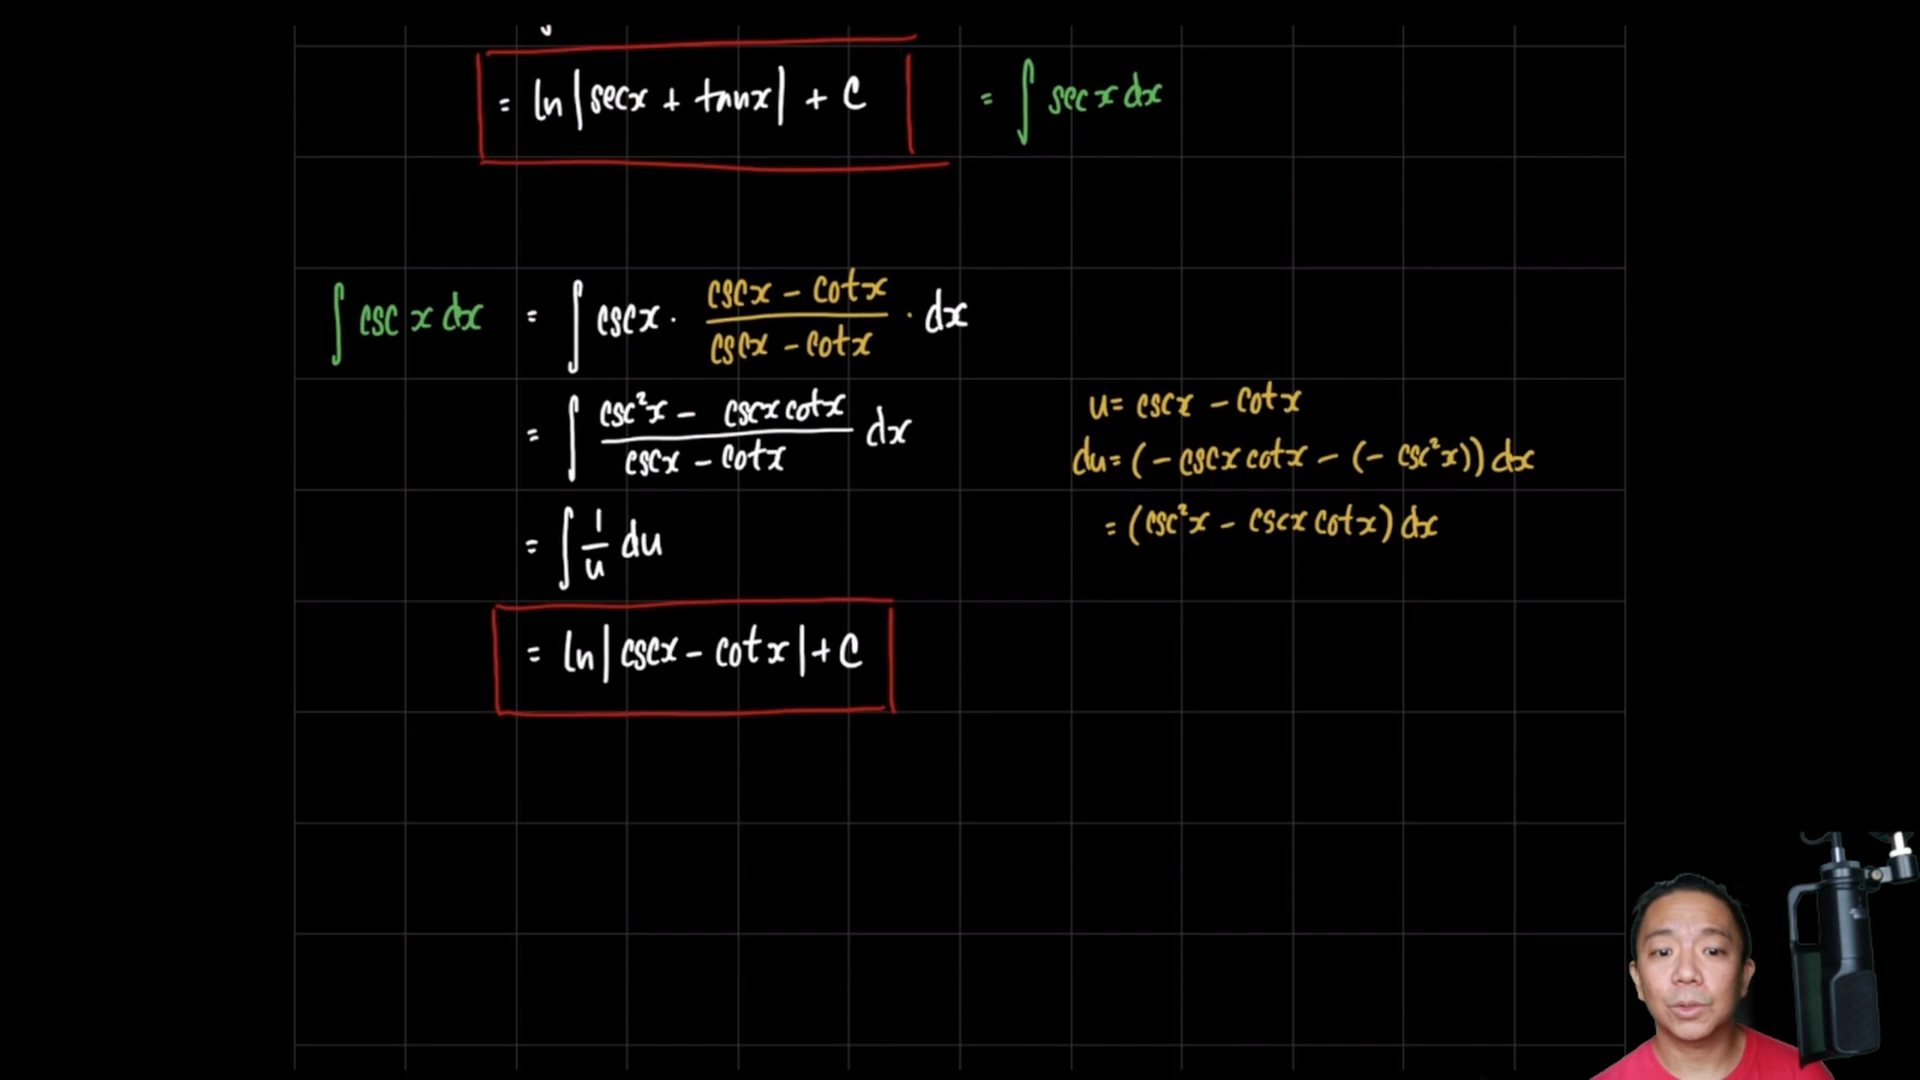 = ln|secx + tanx| + C = ∫ sec x dx
∫ csc x dx = ∫ cscx · (cscx - cotx)/(cscx - cotx) · dx
= ∫ (csc²x - cscx cotx)/(cscx - cotx) dx
= ∫ 1/u du
= ln|cscx - cotx| + C
u = cscx - cotx
du = (- cscx cotx - (- csc²x)) dx
= (csc²x - cscx cotx) dx